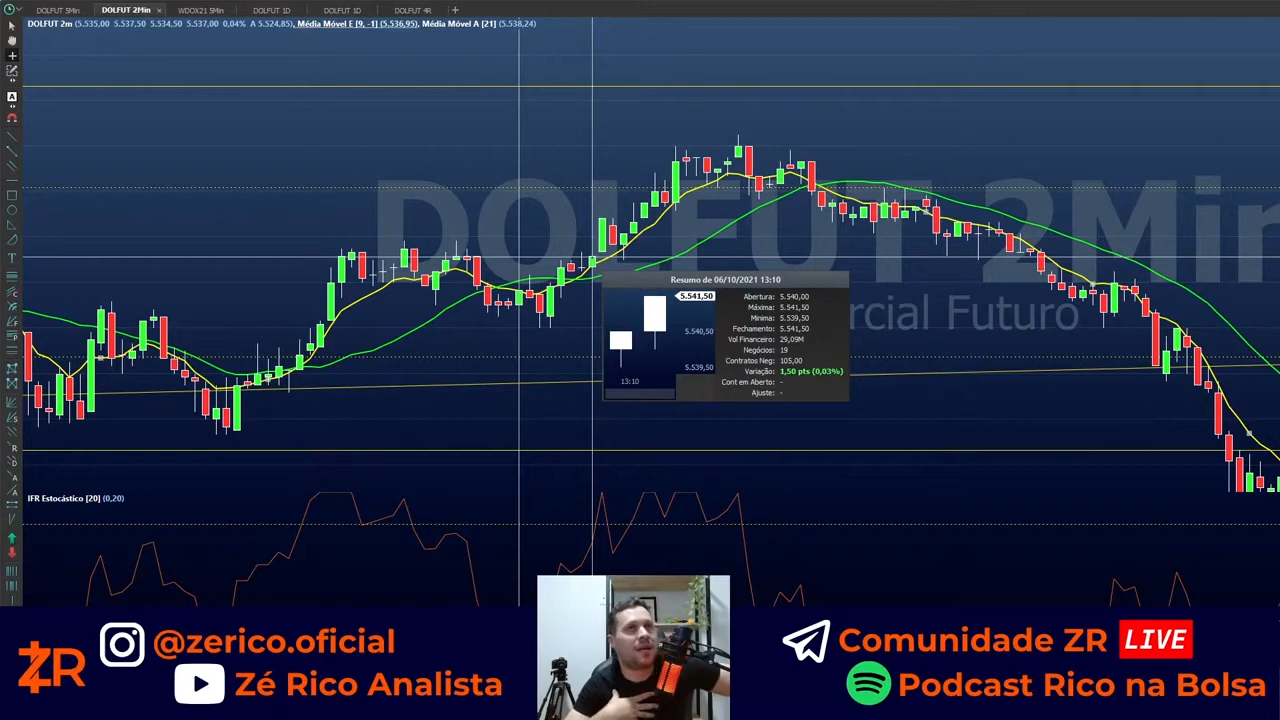 DOLFUT 5Min
DOLFUT 2Min
WDOX21 5Min
DOLFUT 1D
DOLFUT 1D
DOLFUT 4R
DOLFUT 2m (5.535,00 5.537,50 5.534,50 5.537,00 0,04% A 5.524,85), Média Móvel E [9, -1] (5.536,95), Média Móvel A [21] (5.538,24)
DOLFUT 2Min
rcial Futuro
Resumo de 06/10/2021 13:10
5.541,50
5.540,50
5.539,50
13:10
Abertura: 5.540,00
Máxima: 5.541,50
Mínima: 5.539,50
Fechamento: 5.541,50
Vol Financeiro: 29,09M
Negócios: 19
Contratos Neg: 105,00
Variação: 1,50 pts (0,03%)
Cont em Aberto: -
Ajuste: -
IFR Estocástico [20] (0,20)
ZR
@zerico.oficial
Zé Rico Analista
Comunidade ZR LIVE
Podcast Rico na Bolsa